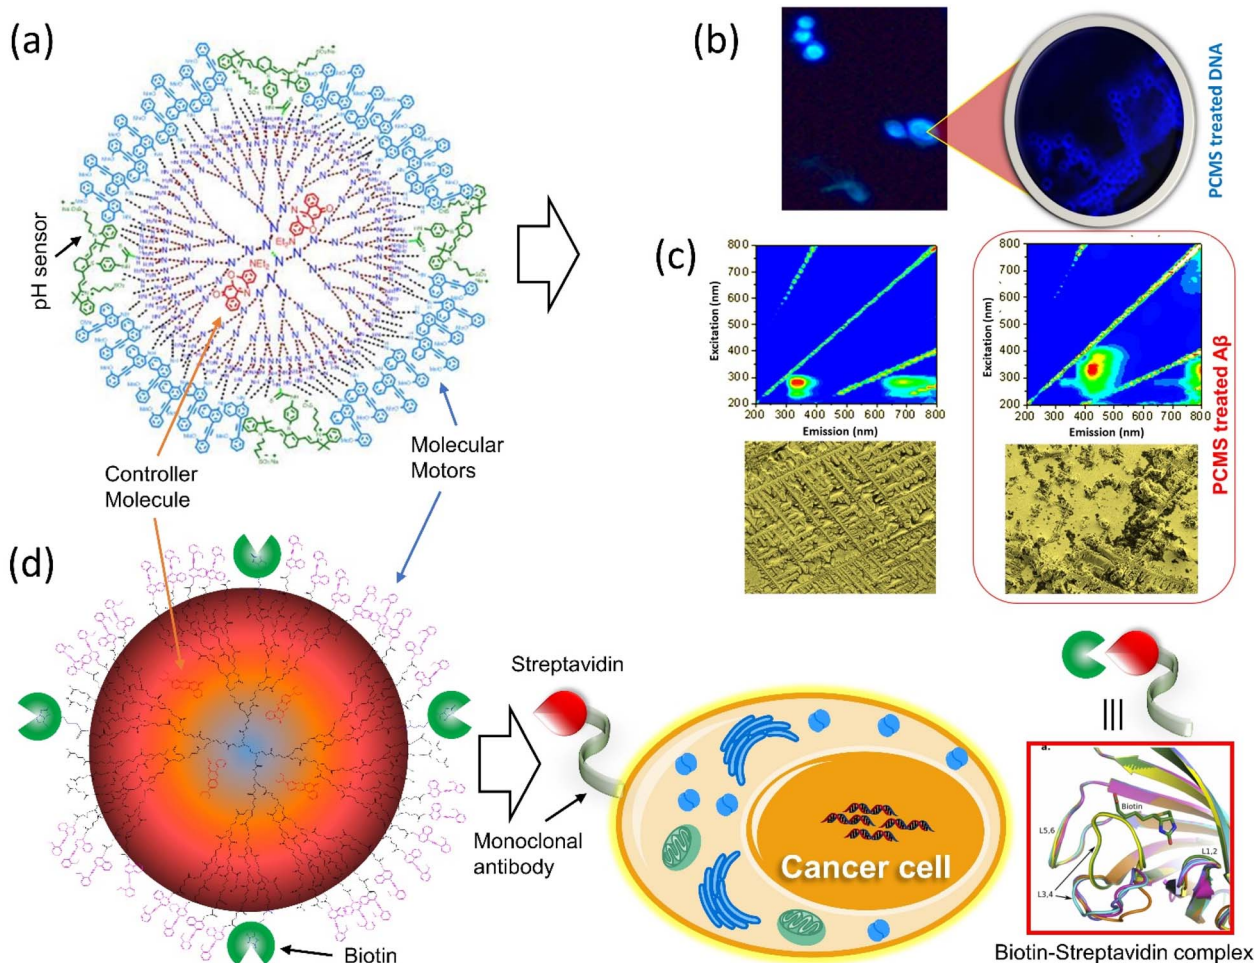 (a)
pH sensor
NEt₂
Et₂N
Controller
Molecule
Molecular
Motors
(b)
PCMS treated DNA
(c)
800
700
600
500
400
300
200
Excitation (nm)
200 300 400 500 600 700 800
Emission (nm)
800
700
600
500
400
300
200
Excitation (nm)
200 300 400 500 600 700 800
Emission (nm)
PCMS treated Aβ
(d)
Biotin
Streptavidin
Monoclonal
antibody
Cancer cell
a.
Biotin
L5,6
L1,2
L3,4
Biotin-Streptavidin complex